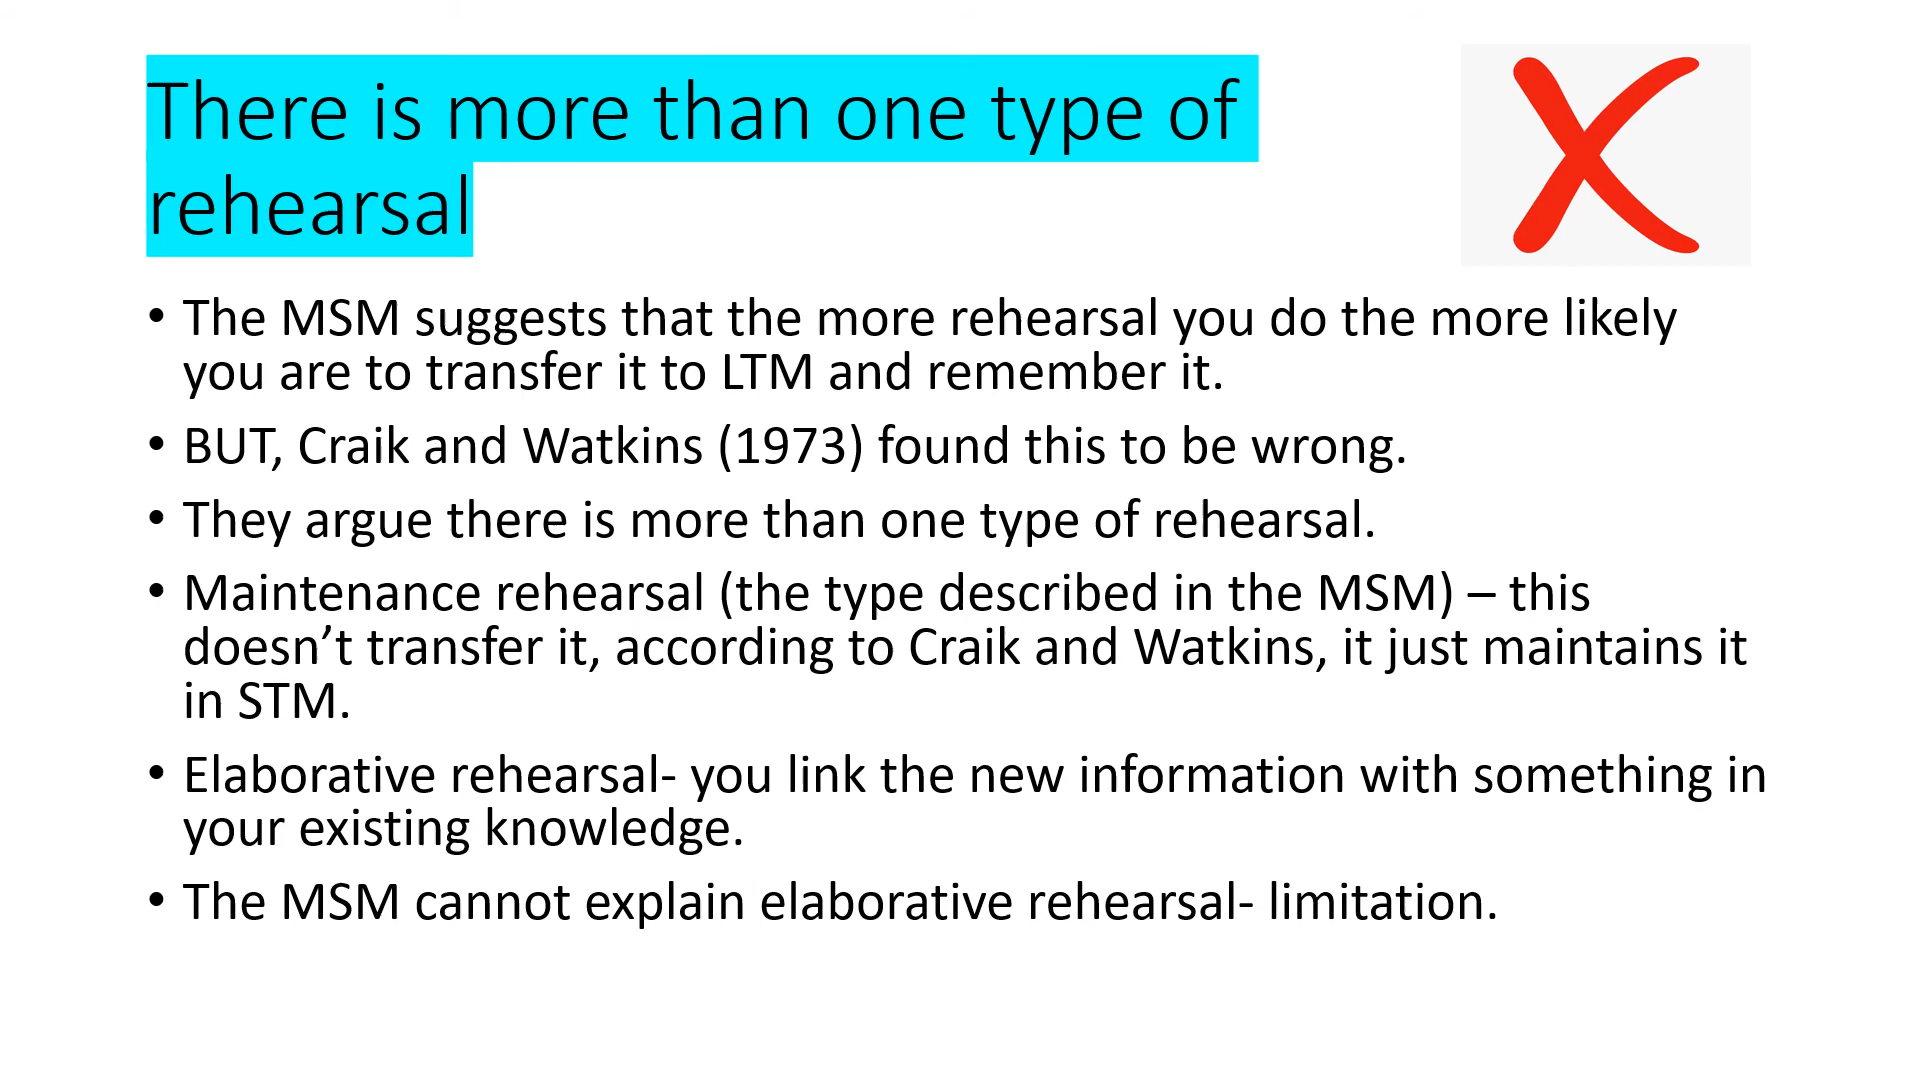 There is more than one type of
rehearsal
• The MSM suggests that the more rehearsal you do the more likely
you are to transfer it to LTM and remember it.
• BUT, Craik and Watkins (1973) found this to be wrong.
• They argue there is more than one type of rehearsal.
• Maintenance rehearsal (the type described in the MSM) – this
doesn’t transfer it, according to Craik and Watkins, it just maintains it
in STM.
• Elaborative rehearsal- you link the new information with something in
your existing knowledge.
• The MSM cannot explain elaborative rehearsal- limitation.